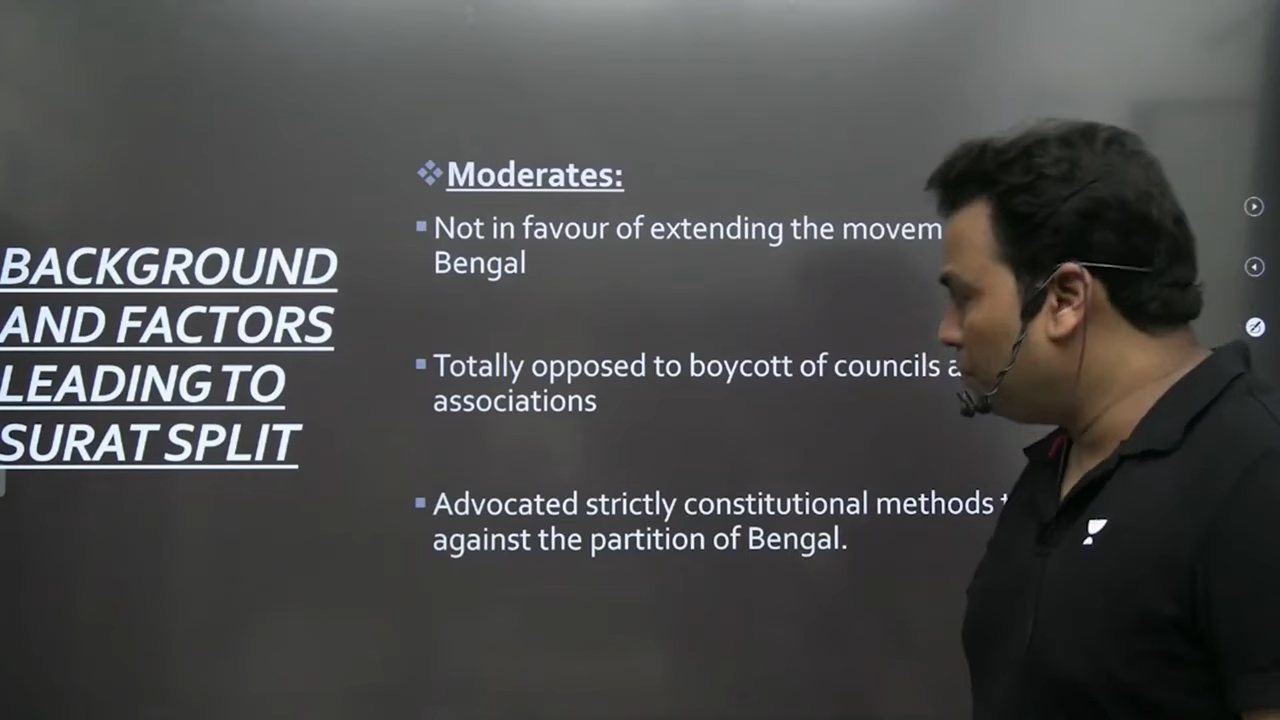 BACKGROUND
AND FACTORS
LEADING TO
SURAT SPLIT
❖Moderates:
▪ Not in favour of extending the
Bengal
▪ Totally opposed to boycott of councils
associations
▪ Advocated strictly constitutional methods
against the partition of Bengal.